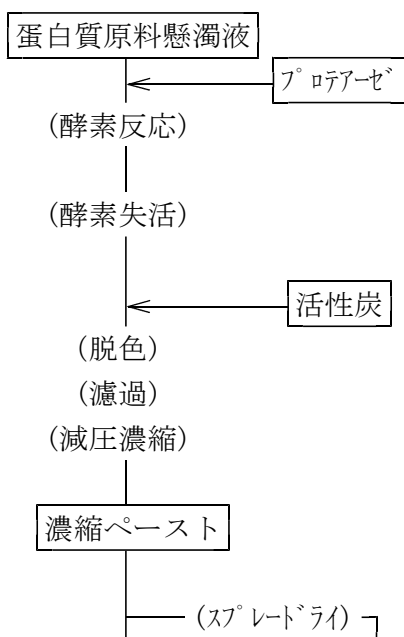 蛋白質原料懸濁液
プロテアーゼ
(酵素反応)
(酵素失活)
活性炭
(脱色)
(濾過)
(減圧濃縮)
濃縮ペースト
(スプレードライ)